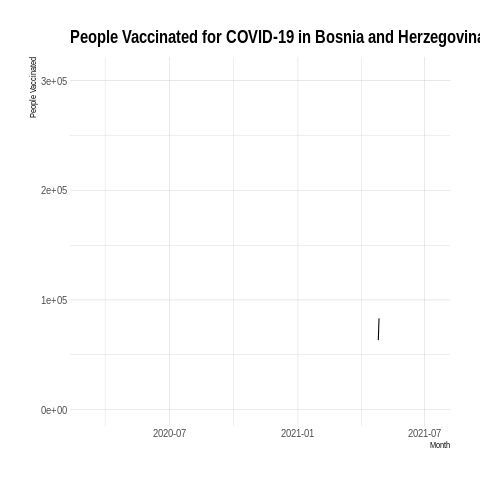 People Vaccinated for COVID-19 in Bosnia and Herzegovina
People Vaccinated
3e+05
2e+05
1e+05
0e+00
2020-07
2021-01
2021-07
Month